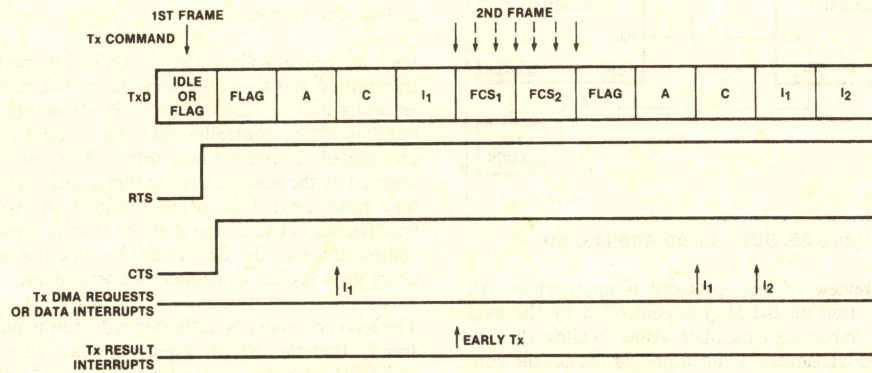 1ST FRAME
2ND FRAME
Tx COMMAND
TxD
IDLE OR FLAG
FLAG
A
C
I1
FCS1
FCS2
FLAG
A
C
I1
I2
RTS
CTS
I1
I1
I2
Tx DMA REQUESTS
OR DATA INTERRUPTS
EARLY Tx
Tx RESULT
INTERRUPTS